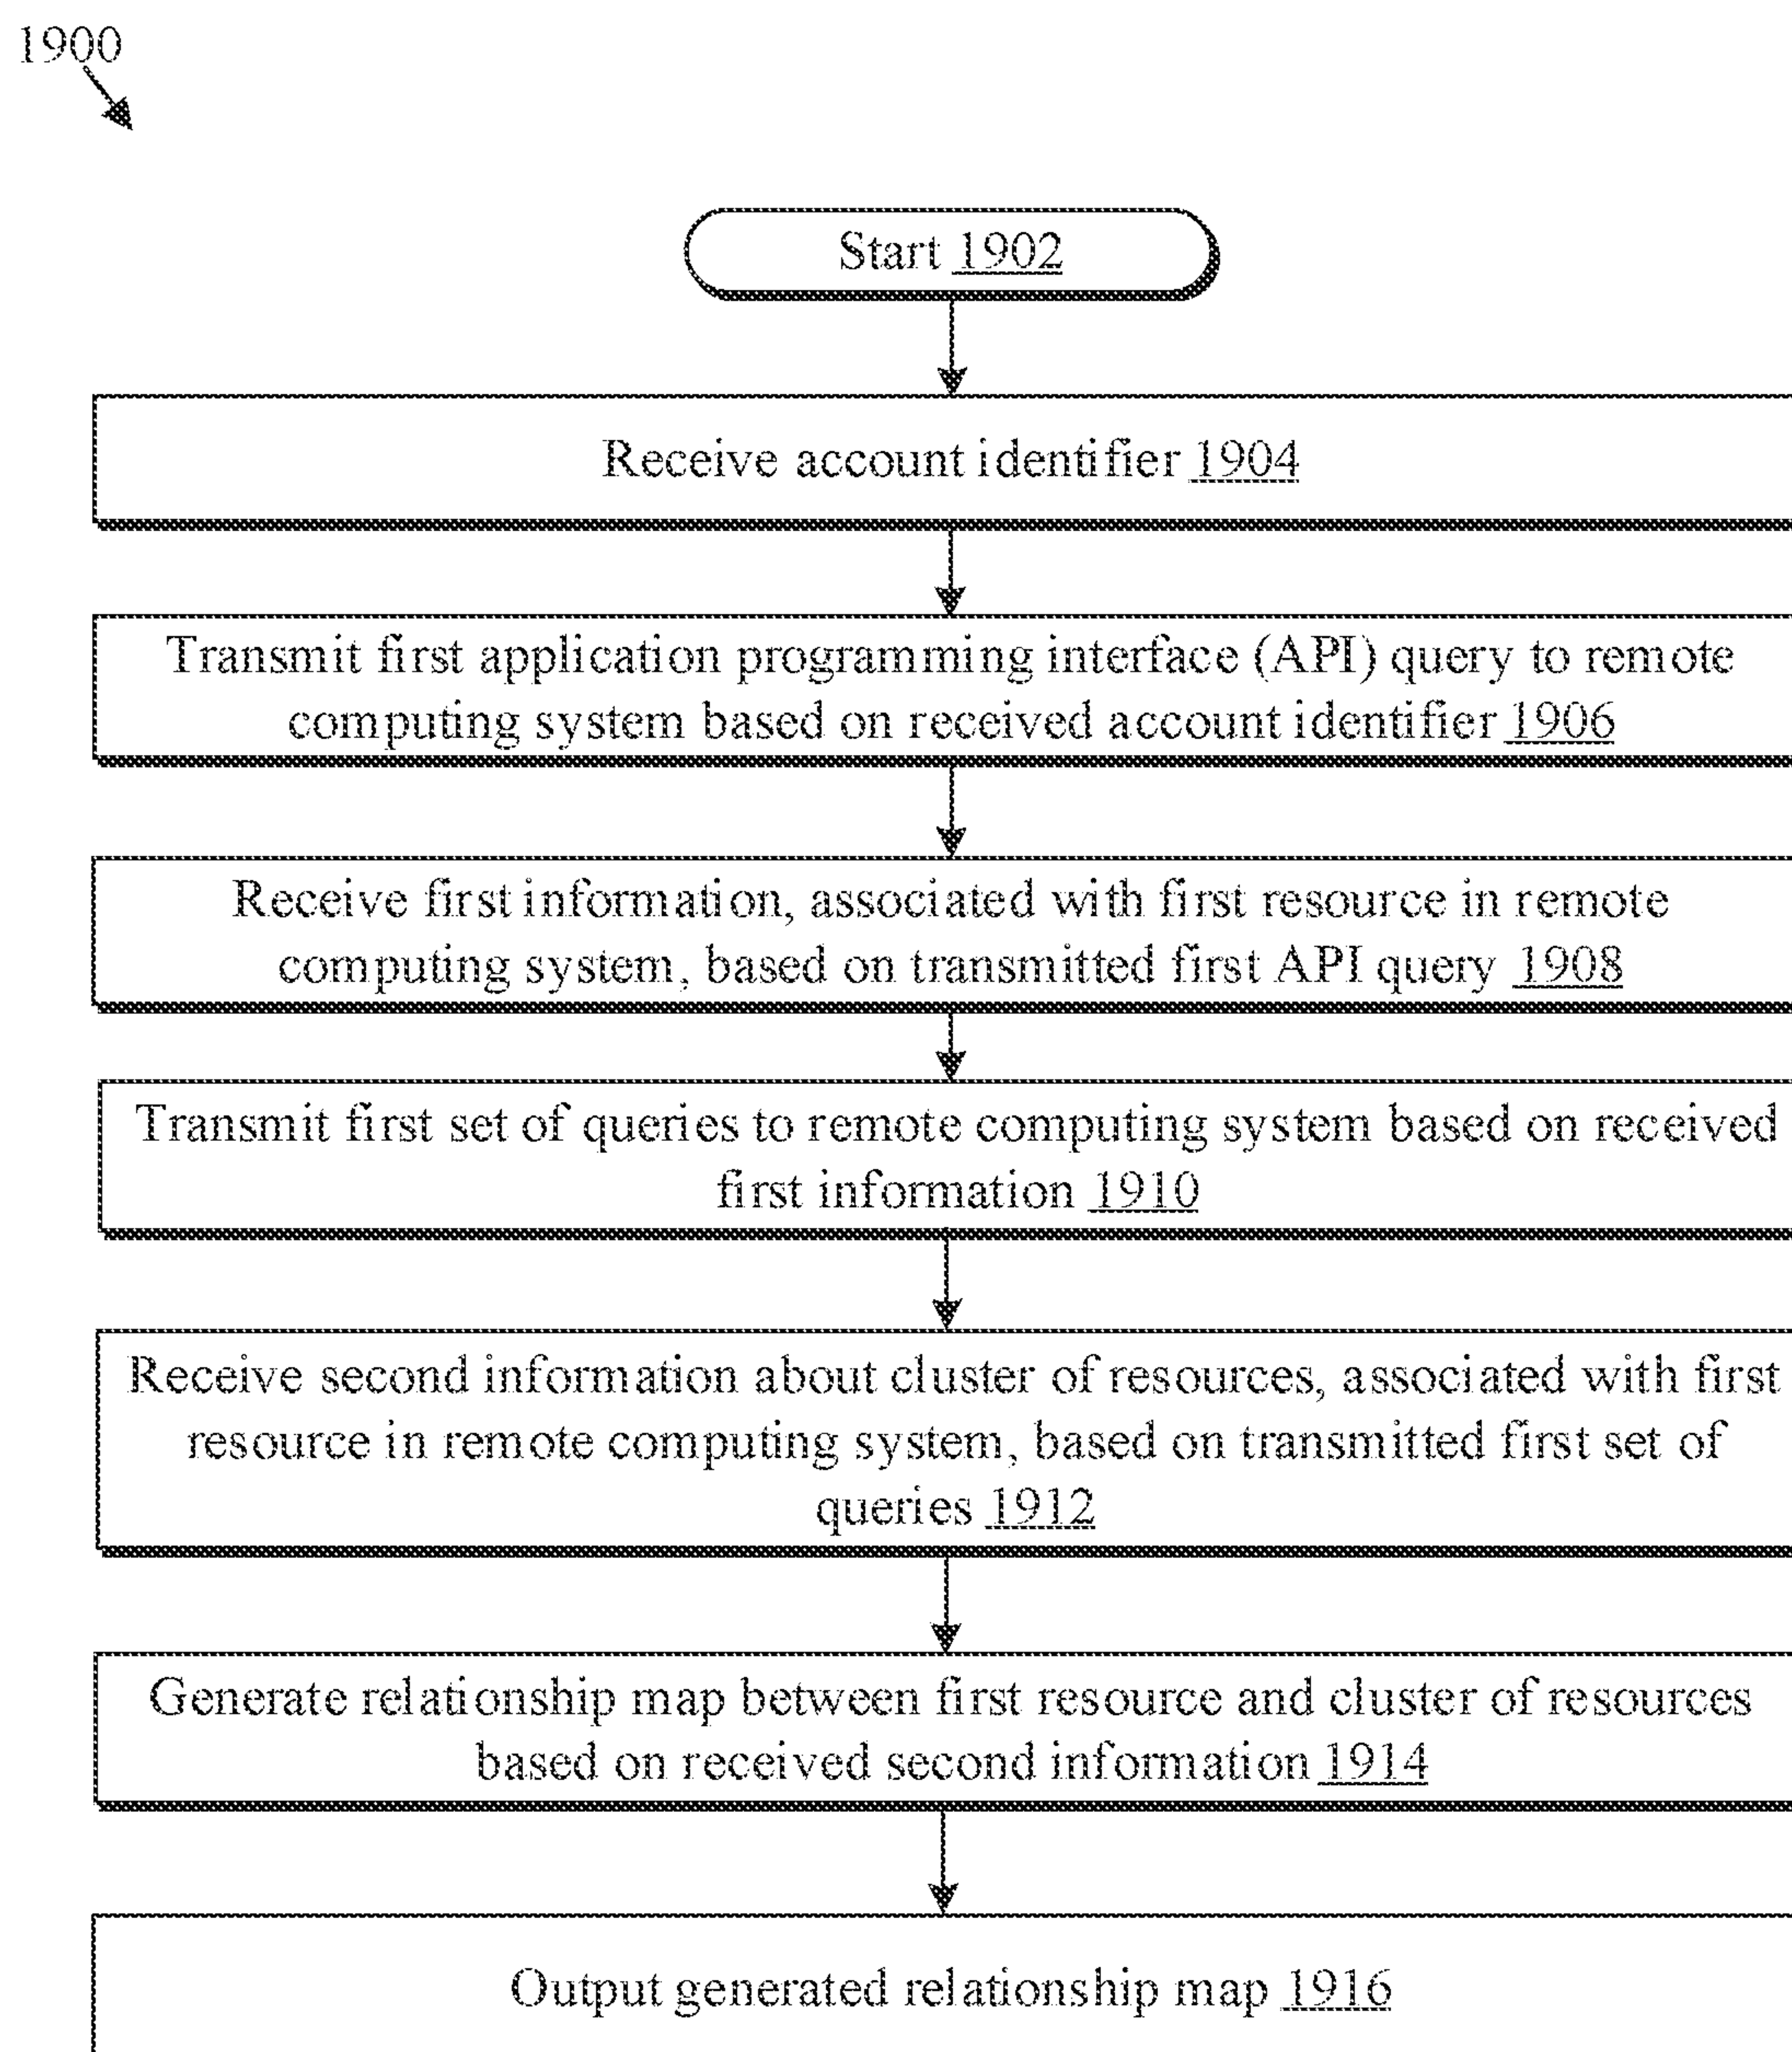 1900
Start 1902
Receive account identifier 1904
Transmit first application programming interface (API) query to remote
computing system based on received account identifier 1906
Receive first information, associated with first resource in remote
computing system, based on transmitted first API query 1908
Transmit first set of queries to remote computing system based on received
first information 1910
Receive second information about cluster of resources, associated with first
resource in remote computing system, based on transmitted first set of
queries 1912
Generate relationship map between first resource and cluster of resources
based on received second information 1914
Output generated relationship map 1916